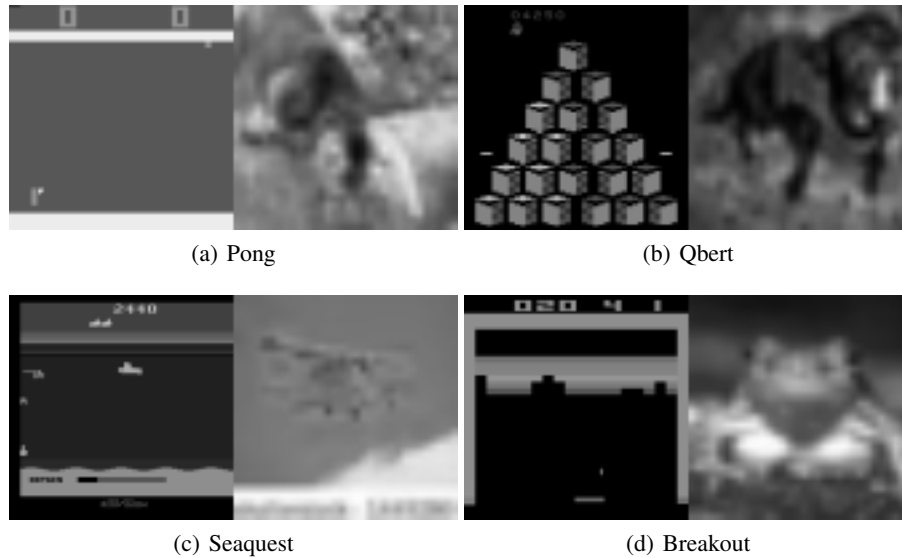 0 0
04250
(a) Pong
(b) Qbert
2440
020 4 1
(c) Seaquest
(d) Breakout